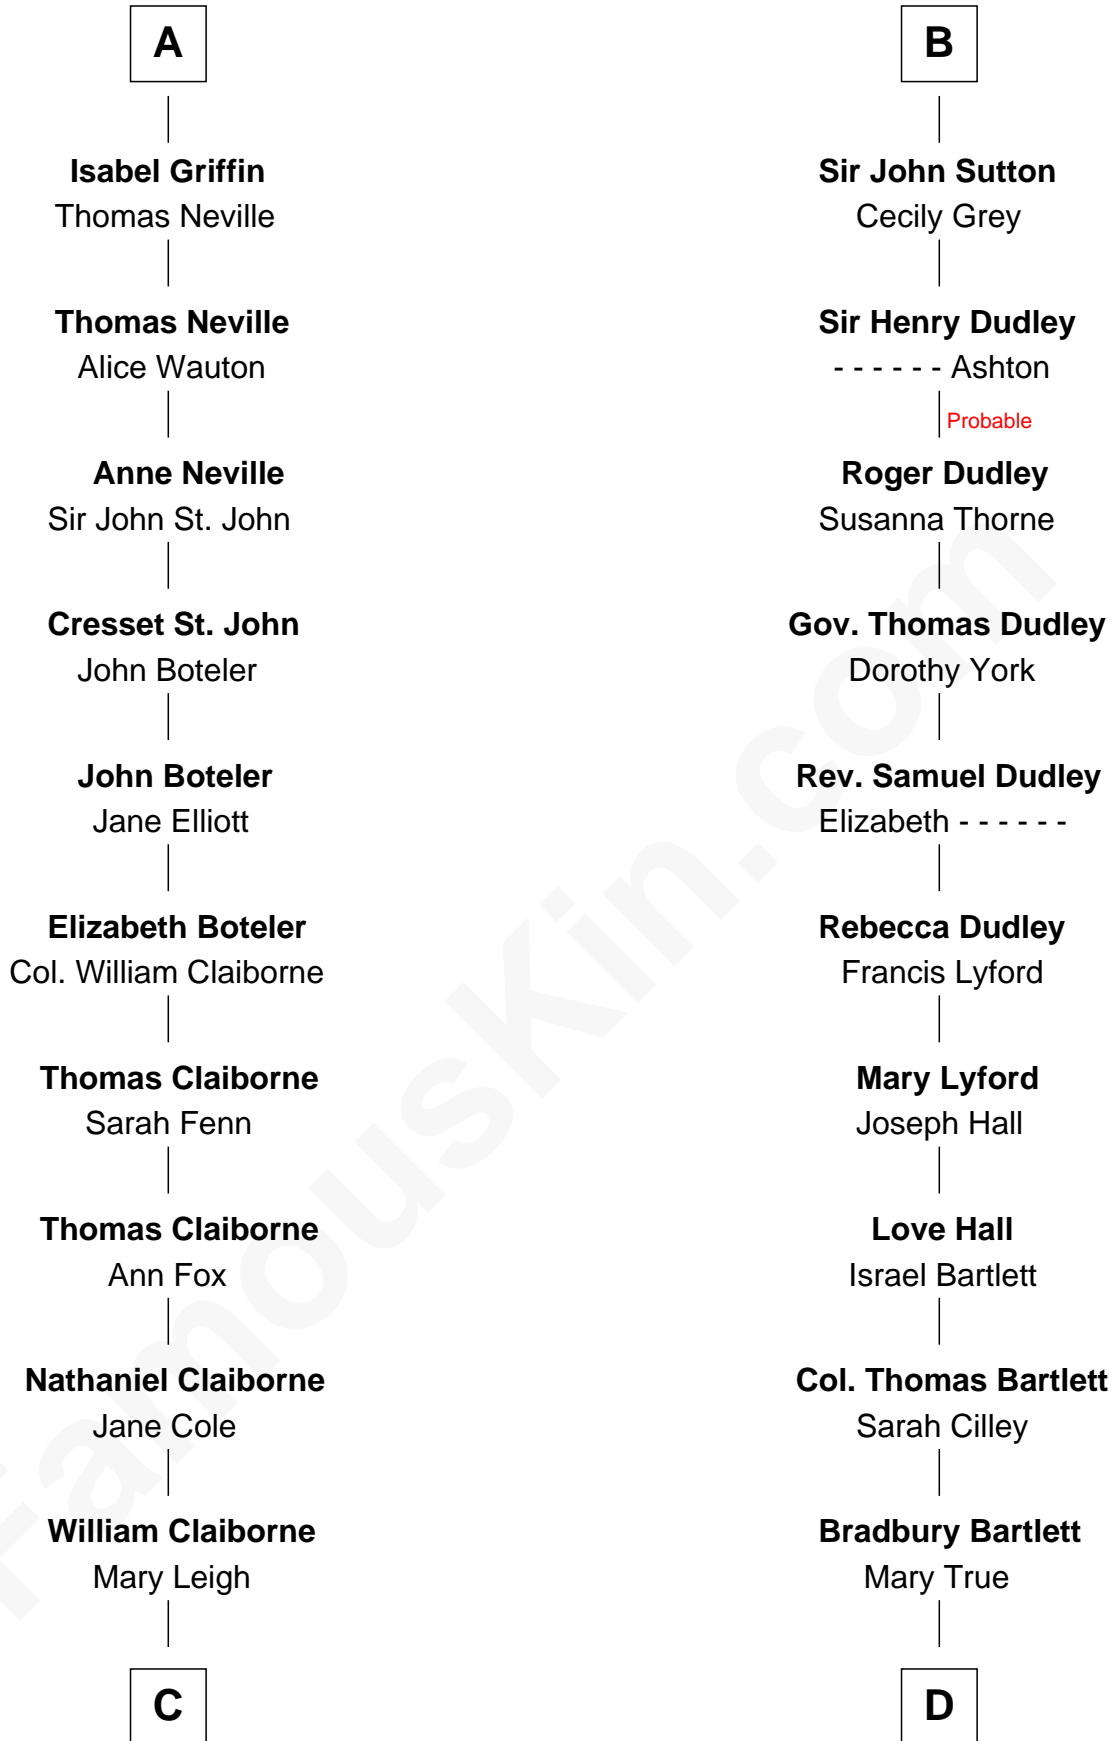 A
Isabel Griffin
Thomas Neville
Thomas Neville
Alice Wauton
Anne Neville
Sir John St. John
Cresset St. John
John Boteler
John Boteler
Jane Elliott
Elizabeth Boteler
Col. William Claiborne
Thomas Claiborne
Sarah Fenn
Thomas Claiborne
Ann Fox
Nathaniel Claiborne
Jane Cole
William Claiborne
Mary Leigh
C
B
Sir John Sutton
Cecily Grey
Sir Henry Dudley
- - - - - - Ashton
Probable
Roger Dudley
Susanna Thorne
Gov. Thomas Dudley
Dorothy York
Rev. Samuel Dudley
Elizabeth - - - - - -
Rebecca Dudley
Francis Lyford
Mary Lyford
Joseph Hall
Love Hall
Israel Bartlett
Col. Thomas Bartlett
Sarah Cilley
Bradbury Bartlett
Mary True
D
FamousKin.com